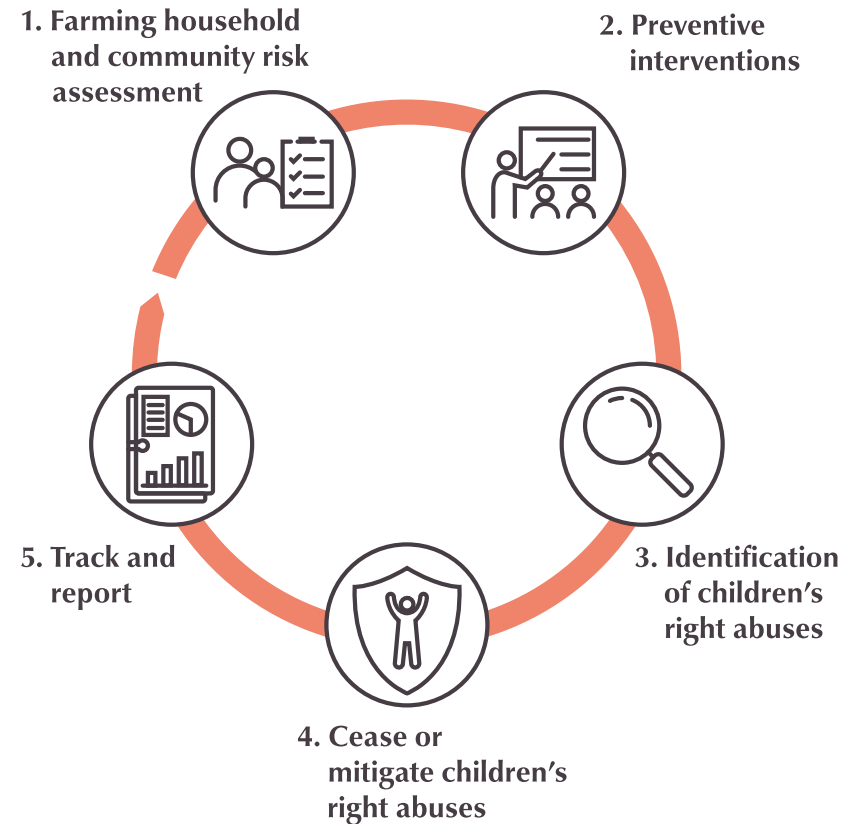 1. Farming household
and community risk
assessment
2. Preventive
interventions
3. Identification
of children’s
right abuses
4. Cease or
mitigate children’s
right abuses
5. Track and
report